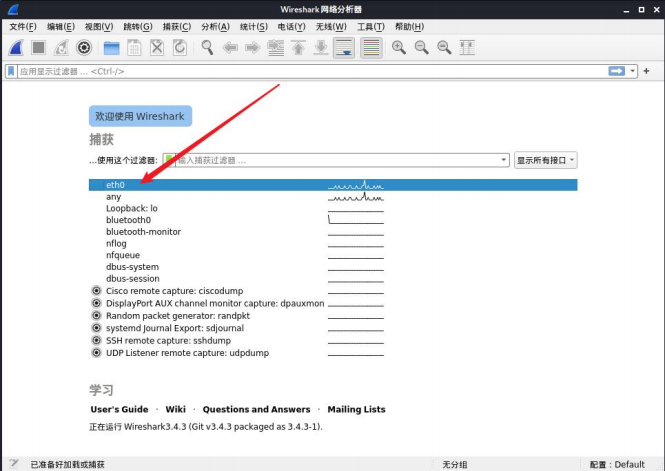 Wireshark 网络分析器
文件(F) 编辑(E) 视图(V) 跳转(G) 捕获(C) 分析(A) 统计(S) 电话(Y) 无线(W) 工具(T) 帮助(H)
应用显示过滤器 … <Ctrl-/>
欢迎使用 Wireshark
捕获
…使用这个过滤器: 输入捕获过滤器 … 显示所有接口
eth0
any
Loopback: lo
bluetooth0
bluetooth-monitor
nflog
nfqueue
dbus-system
dbus-session
Cisco remote capture: ciscodump
DisplayPort AUX channel monitor capture: dpauxmon
Random packet generator: randpkt
systemd Journal Export: sdjournal
SSH remote capture: sshdump
UDP Listener remote capture: udpdump
学习
User's Guide · Wiki · Questions and Answers · Mailing Lists
正在运行 Wireshark3.4.3 (Git v3.4.3 packaged as 3.4.3-1).
已准备好加载或捕获 无分组 配置：Default